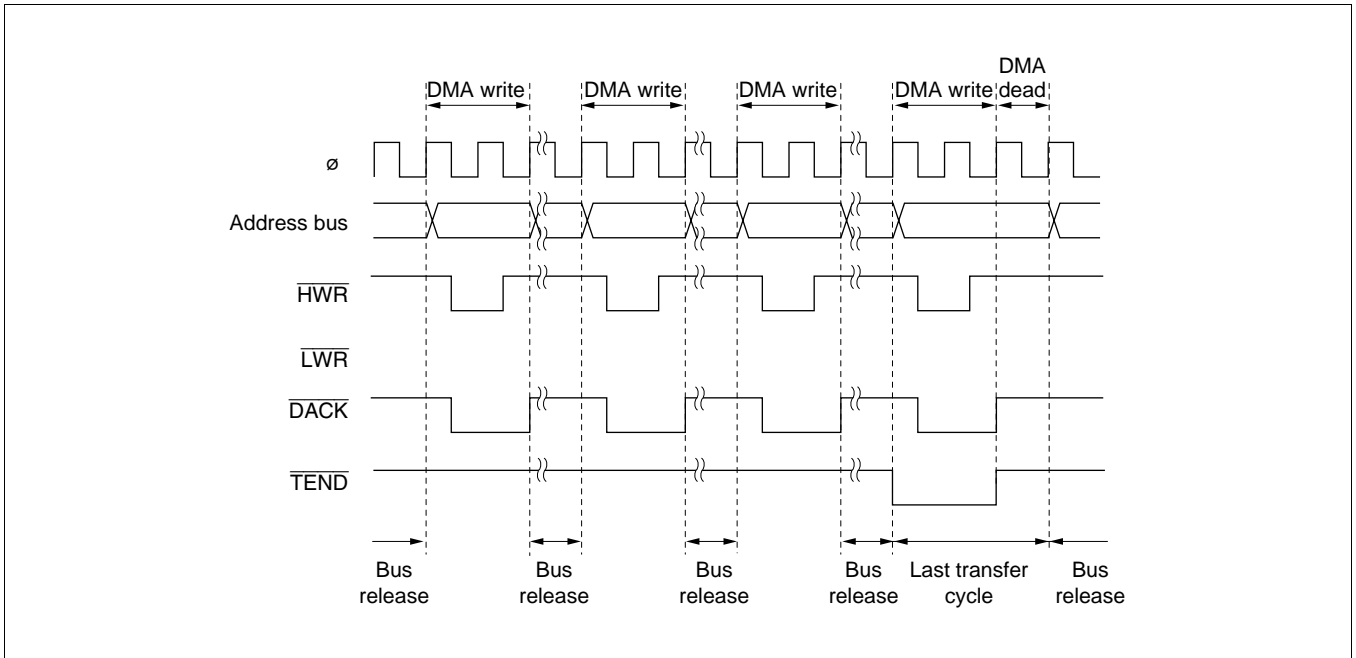 DMA
DMA write DMA write DMA write DMA write dead
ø
Address bus
HWR
LWR
DACK
TEND
Bus Bus Bus Bus Last transfer Bus
release release release release cycle release